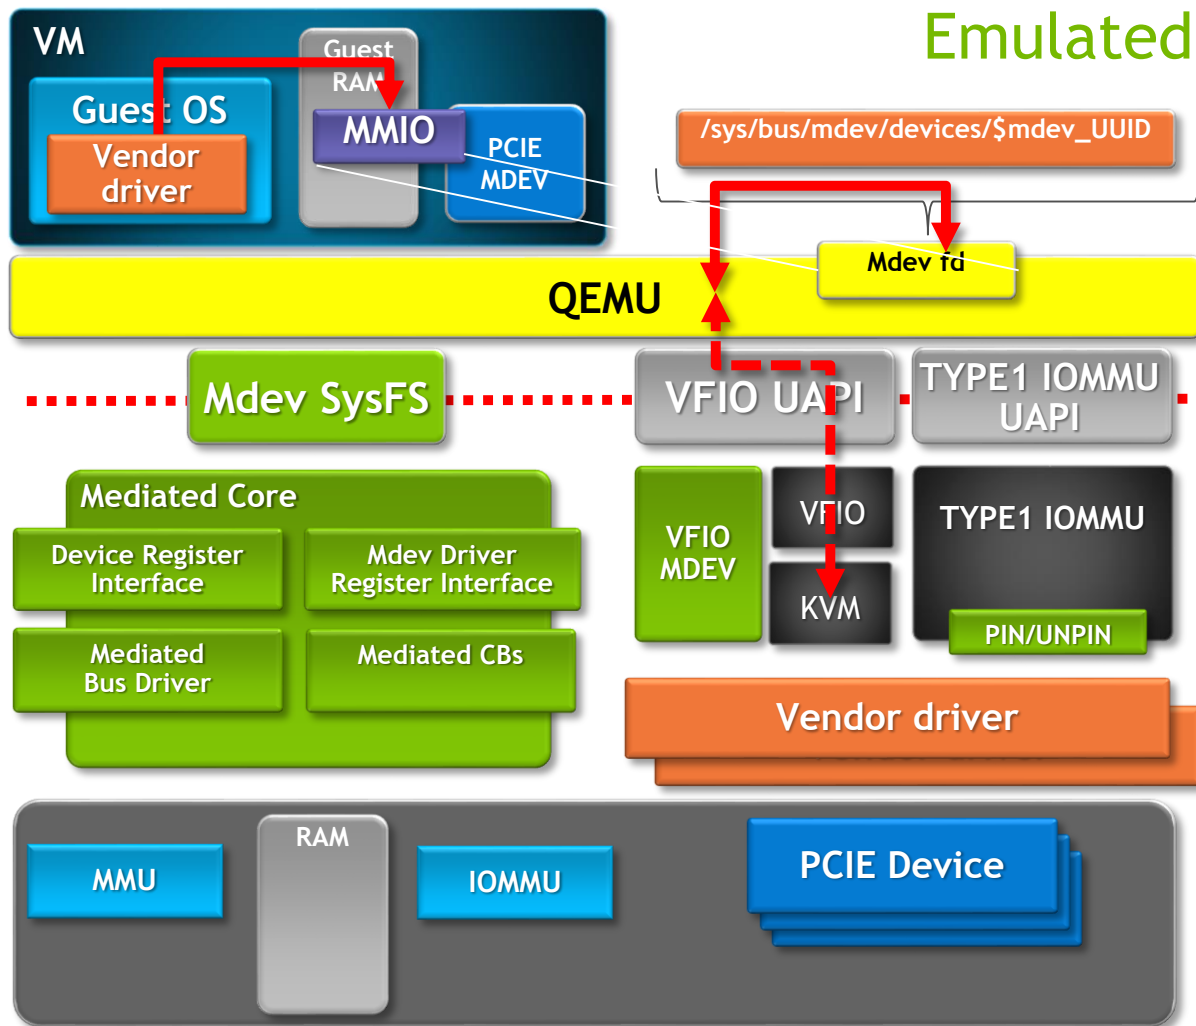 Emulated
VM
Guest
RAM
Guest OS
Vendor
driver
MMIO
PCIE
MDEV
/sys/bus/mdev/devices/$mdev_UUID
Mdev fd
QEMU
Mdev SysFS
VFIO UAPI
TYPE1 IOMMU
UAPI
Mediated Core
Device Register
Interface
Mdev Driver
Register Interface
Mediated
Bus Driver
Mediated CBs
VFIO
MDEV
VFIO
KVM
TYPE1 IOMMU
PIN/UNPIN
Vendor driver
RAM
MMU
IOMMU
PCIE Device